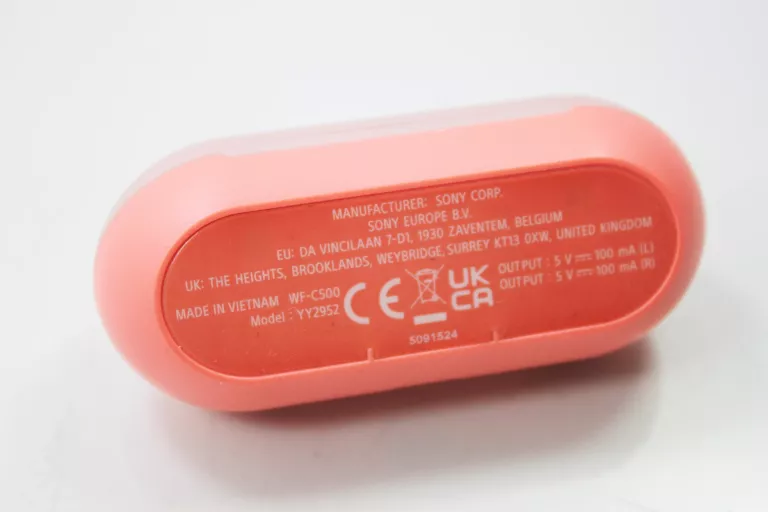 MANUFACTURER: SONY CORP.
SONY EUROPE B.V.
EU: DA VINCILAAN 7-D1, 1930 ZAVENTEM, BELGIUM
UK: THE HEIGHTS, BROOKLANDS, WEYBRIDGE, SURREY KT13 0XW, UNITED KINGDOM
MADE IN VIETNAM WF-C500
Model : YY2952
CE
UK
CA
OUTPUT : 5 V ⎓ 100 mA (L)
OUTPUT : 5 V ⎓ 100 mA (R)
5091524